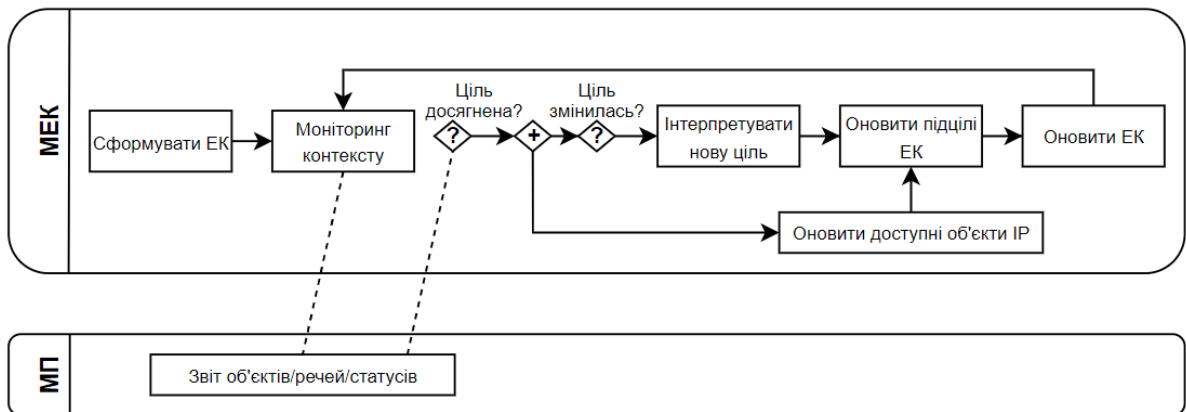 МЕК
Сформувати ЕК
Моніторинг
контексту
Ціль
досягнена?
?
+
Ціль
змінилась?
?
Інтерпретувати
нову ціль
Оновити підцілі
ЕК
Оновити ЕК
Оновити доступні об'єкти ІР
МП
Звіт об'єктів/речей/статусів